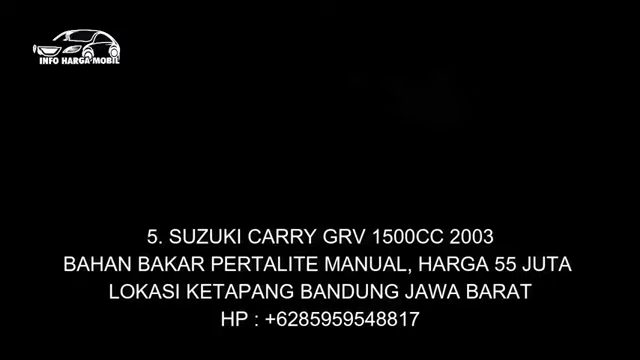 INFO HARGA MOBIL
5. SUZUKI CARRY GRV 1500CC 2003
BAHAN BAKAR PERTALITE MANUAL, HARGA 55 JUTA
LOKASI KETAPANG BANDUNG JAWA BARAT
HP : +6285959548817